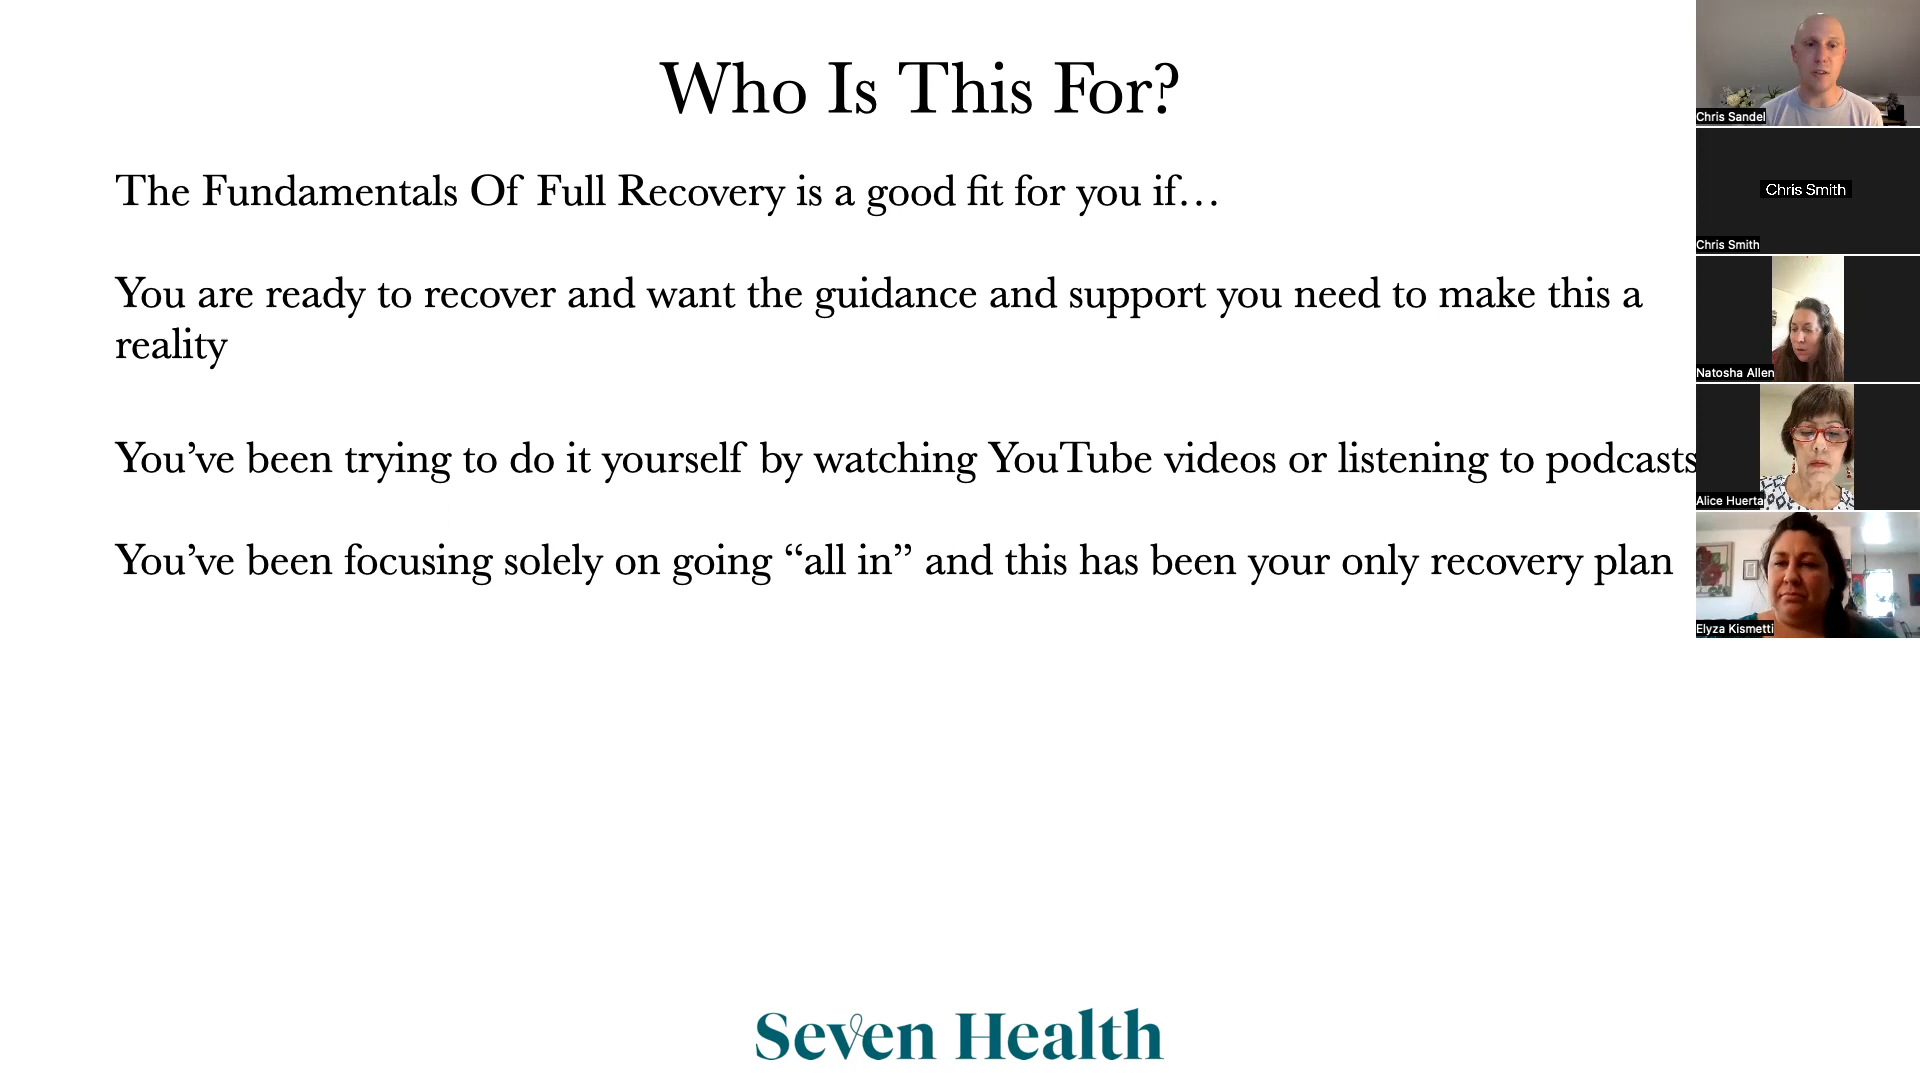 Who Is This For?
The Fundamentals Of Full Recovery is a good fit for you if…
You are ready to recover and want the guidance and support you need to make this a
reality
You’ve been trying to do it yourself by watching YouTube videos or listening to podcasts
You’ve been focusing solely on going “all in” and this has been your only recovery plan
Seven Health
Chris Sandel
Chris Smith
Chris Smith
Natosha Allen
Alice Huerta
Elyza Kismetti